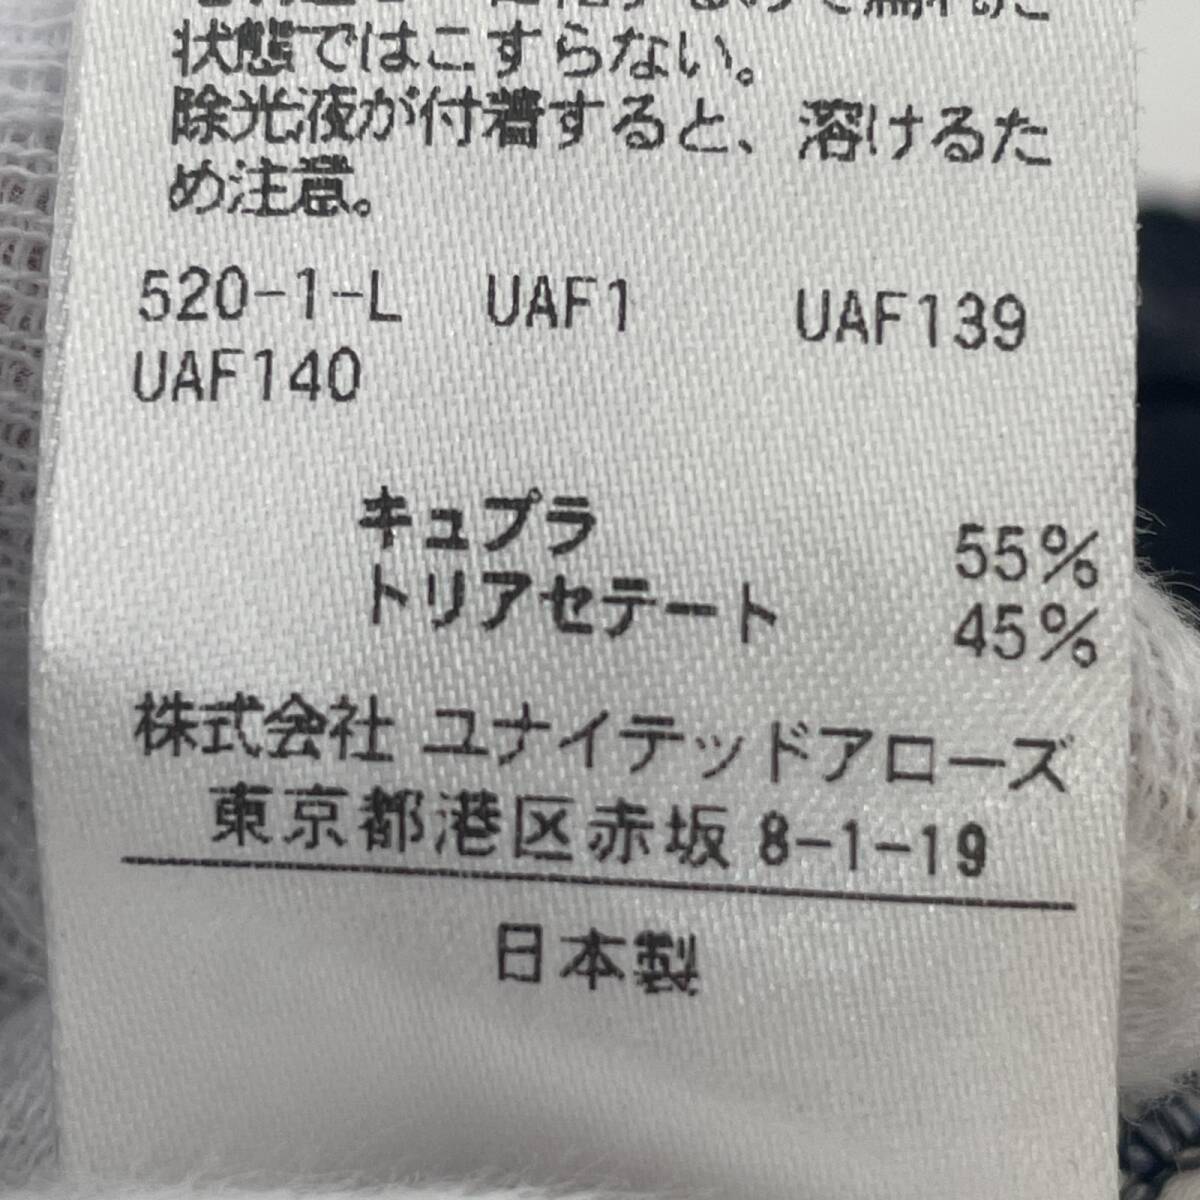 状態ではこすらない。
除光液が付着すると、溶けるた
め注意。
520-1-L UAF1 UAF139
UAF140
キュプラ 55%
トリアセテート 45%
株式会社 ユナイテッドアローズ
東京都港区赤坂 8-1-19
日本製